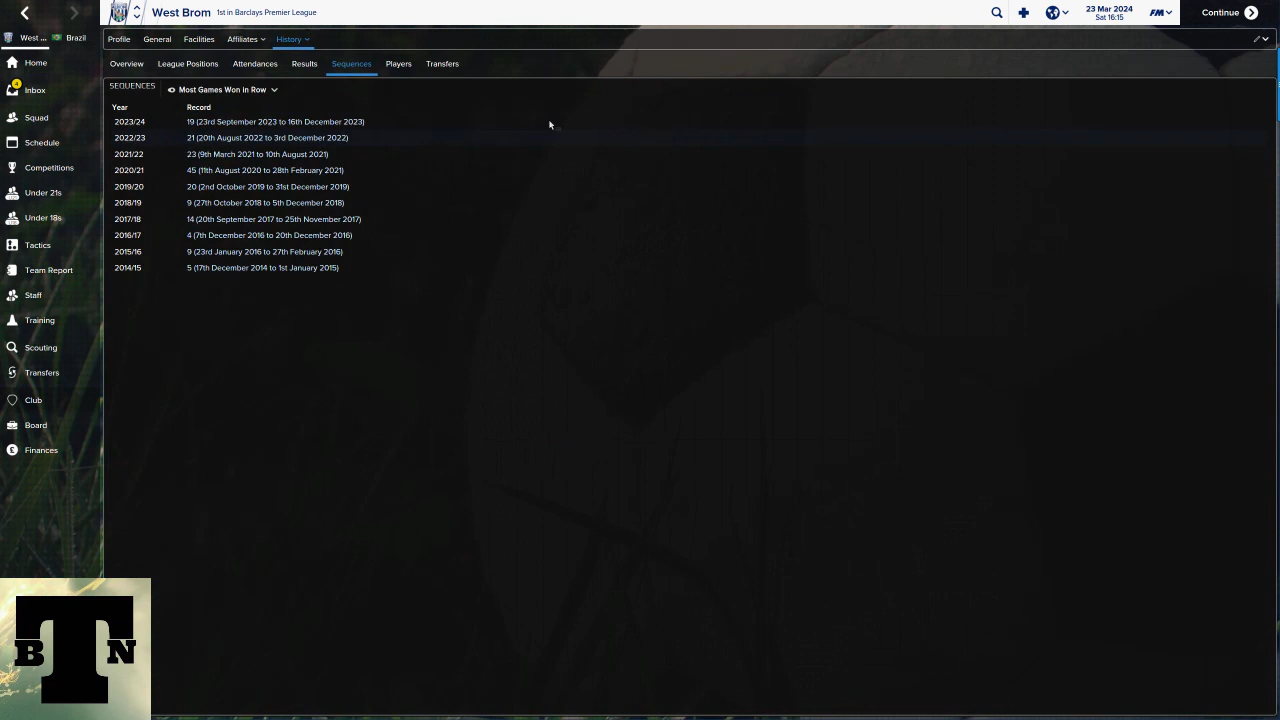 West Brom 1st in Barclays Premier League
23 Mar 2024
Sat 16:15
FM
Continue
West ... Brazil
Profile General Facilities Affiliates History
Overview League Positions Attendances Results Sequences Players Transfers
SEQUENCES Most Games Won in Row
Year Record
2023/24 19 (23rd September 2023 to 16th December 2023)
2022/23 21 (20th August 2022 to 3rd December 2022)
2021/22 23 (9th March 2021 to 10th August 2021)
2020/21 45 (11th August 2020 to 28th February 2021)
2019/20 20 (2nd October 2019 to 31st December 2019)
2018/19 9 (27th October 2018 to 5th December 2018)
2017/18 14 (20th September 2017 to 25th November 2017)
2016/17 4 (7th December 2016 to 20th December 2016)
2015/16 9 (23rd January 2016 to 27th February 2016)
2014/15 5 (17th December 2014 to 1st January 2015)
Home
4
Inbox
Squad
Schedule
Competitions
Under 21s
Under 18s
Tactics
Team Report
Staff
Training
Scouting
Transfers
Club
Board
Finances
BTN